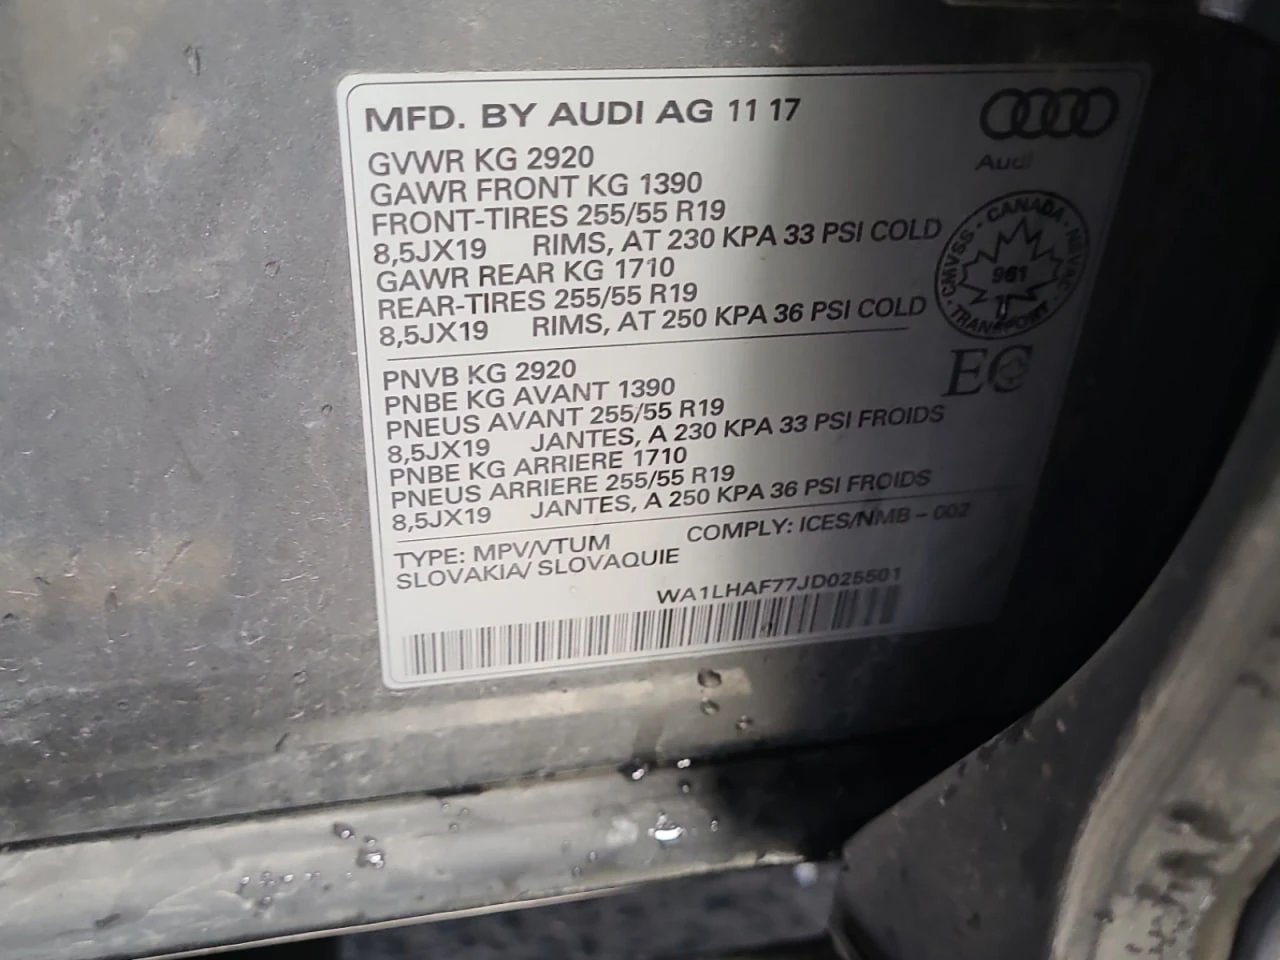 MFD. BY AUDI AG 11 17
Audi
GVWR KG 2920
GAWR FRONT KG 1390
FRONT-TIRES 255/55 R19
8,5JX19 RIMS, AT 230 KPA 33 PSI COLD
GAWR REAR KG 1710
REAR-TIRES 255/55 R19
8,5JX19 RIMS, AT 250 KPA 36 PSI COLD
CANADA
CMVSS · NSVAC
961
TRANSPORT
EC
PNVB KG 2920
PNBE KG AVANT 1390
PNEUS AVANT 255/55 R19
8,5JX19 JANTES, A 230 KPA 33 PSI FROIDS
PNBE KG ARRIERE 1710
PNEUS ARRIERE 255/55 R19
8,5JX19 JANTES, A 250 KPA 36 PSI FROIDS
TYPE: MPV/VTUM COMPLY: ICES/NMB – 002
SLOVAKIA/ SLOVAQUIE
WA1LHAF77JD025501